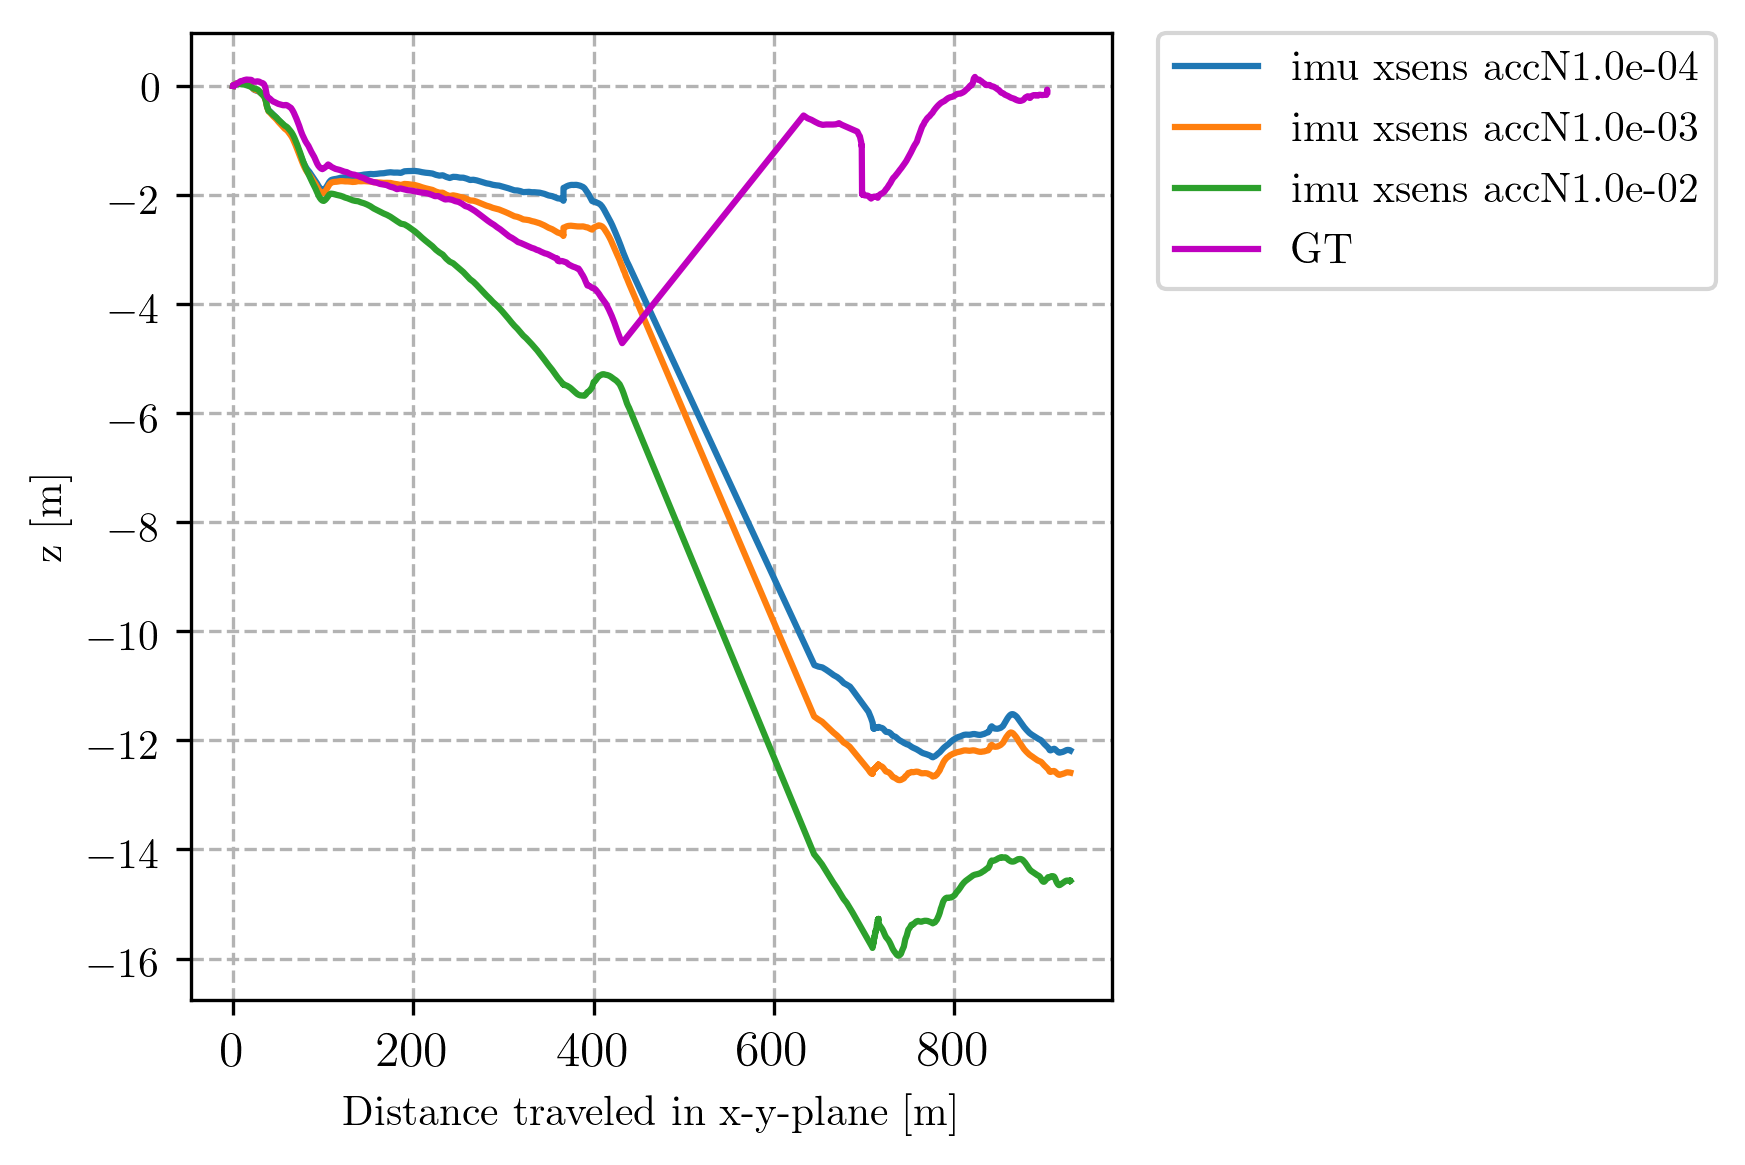 0
−2
−4
−6
−8
−10
−12
−14
−16
z [m]
0 200 400 600 800
Distance traveled in x-y-plane [m]
imu xsens accN1.0e-04
imu xsens accN1.0e-03
imu xsens accN1.0e-02
GT